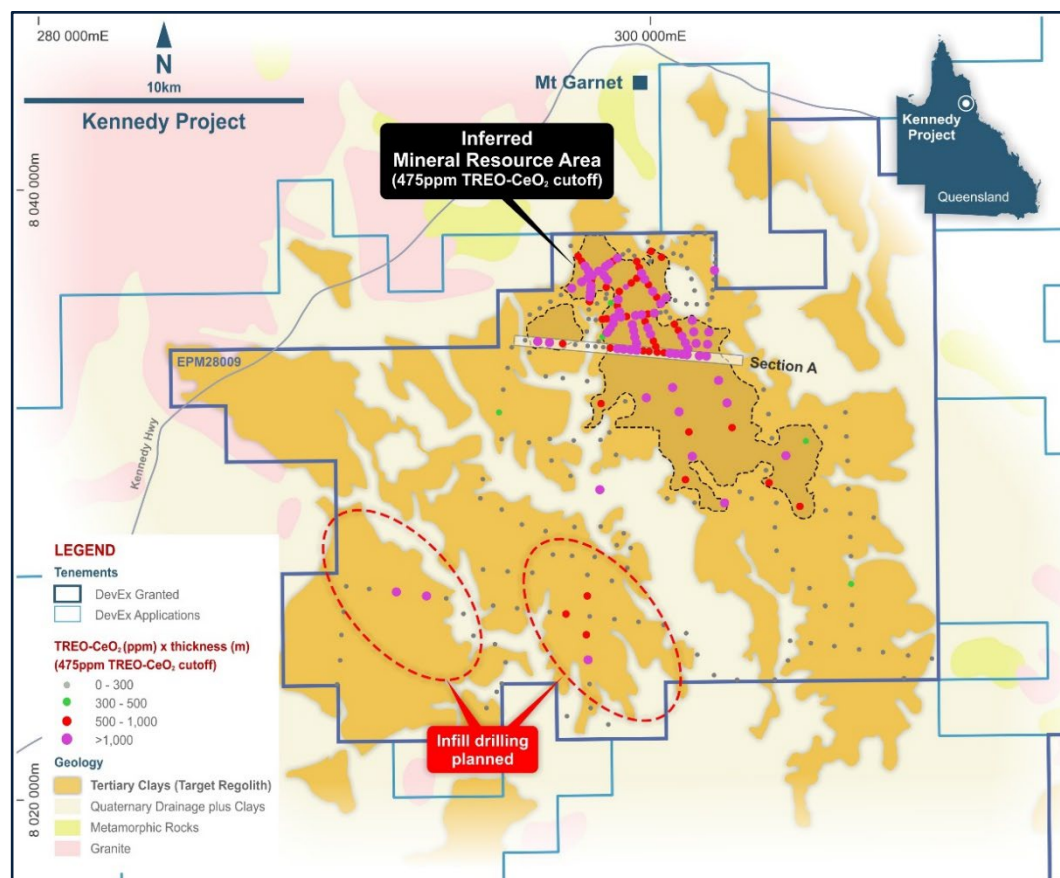 280 000mE
300 000mE
N
10km
Kennedy Project
Mt Garnet
Kennedy
Project
Queensland
Inferred
Mineral Resource Area
(475ppm TREO-CeO₂ cutoff)
8 040 000m
EPM28009
Section A
Kennedy Hwy
LEGEND
Tenements
DevEx Granted
DevEx Applications
TREO-CeO₂ (ppm) x thickness (m)
(475ppm TREO-CeO₂ cutoff)
0 - 300
300 - 500
500 - 1,000
>1,000
Geology
Tertiary Clays (Target Regolith)
Quaternary Drainage plus Clays
Metamorphic Rocks
Granite
Infill drilling
planned
8 020 000m